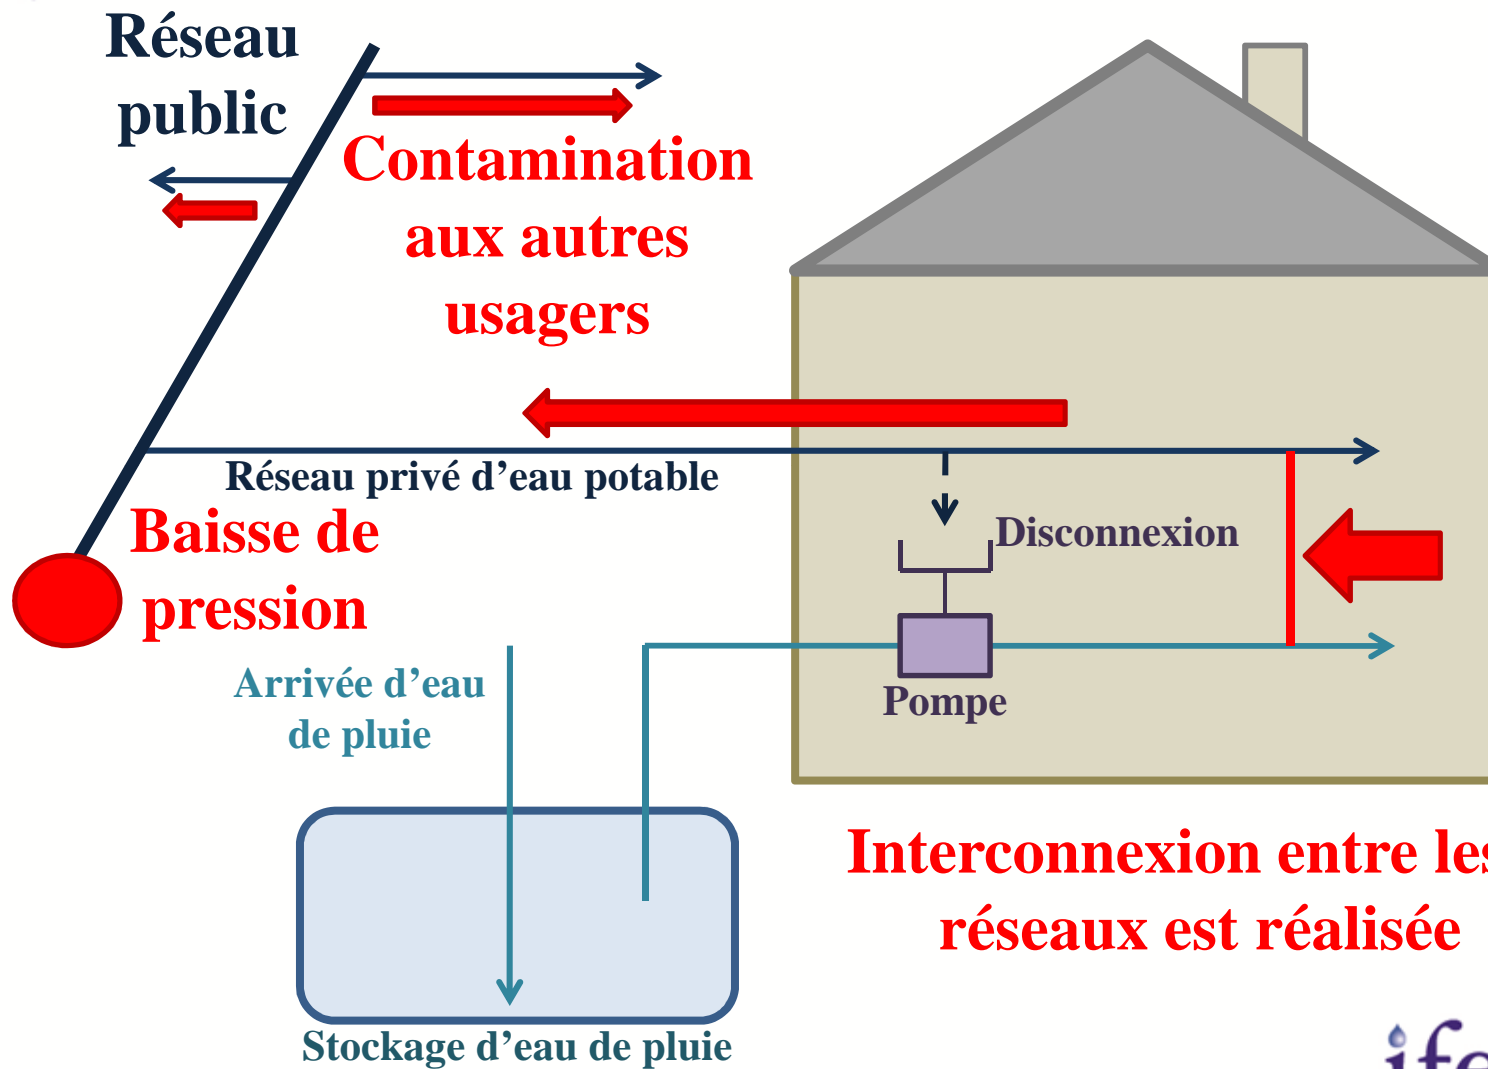 Réseau
public
Contamination
aux autres
usagers
Réseau privé d’eau potable
Baisse de
pression
Disconnexion
Arrivée d’eau
de pluie
Pompe
Interconnexion entre les
réseaux est réalisée
Stockage d’eau de pluie